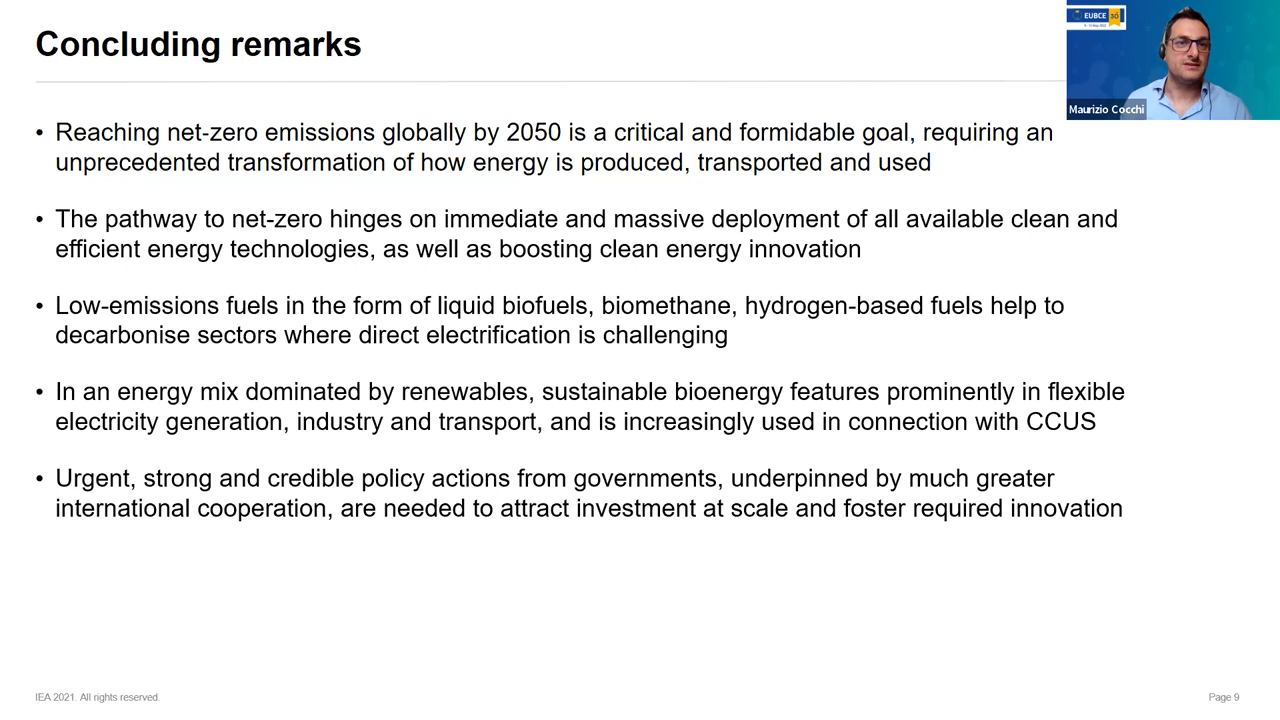 Concluding remarks
EUBCE 30
Maurizio Cocchi
• Reaching net-zero emissions globally by 2050 is a critical and formidable goal, requiring an
unprecedented transformation of how energy is produced, transported and used
• The pathway to net-zero hinges on immediate and massive deployment of all available clean and
efficient energy technologies, as well as boosting clean energy innovation
• Low-emissions fuels in the form of liquid biofuels, biomethane, hydrogen-based fuels help to
decarbonise sectors where direct electrification is challenging
• In an energy mix dominated by renewables, sustainable bioenergy features prominently in flexible
electricity generation, industry and transport, and is increasingly used in connection with CCUS
• Urgent, strong and credible policy actions from governments, underpinned by much greater
international cooperation, are needed to attract investment at scale and foster required innovation
IEA 2021. All rights reserved.
Page 9